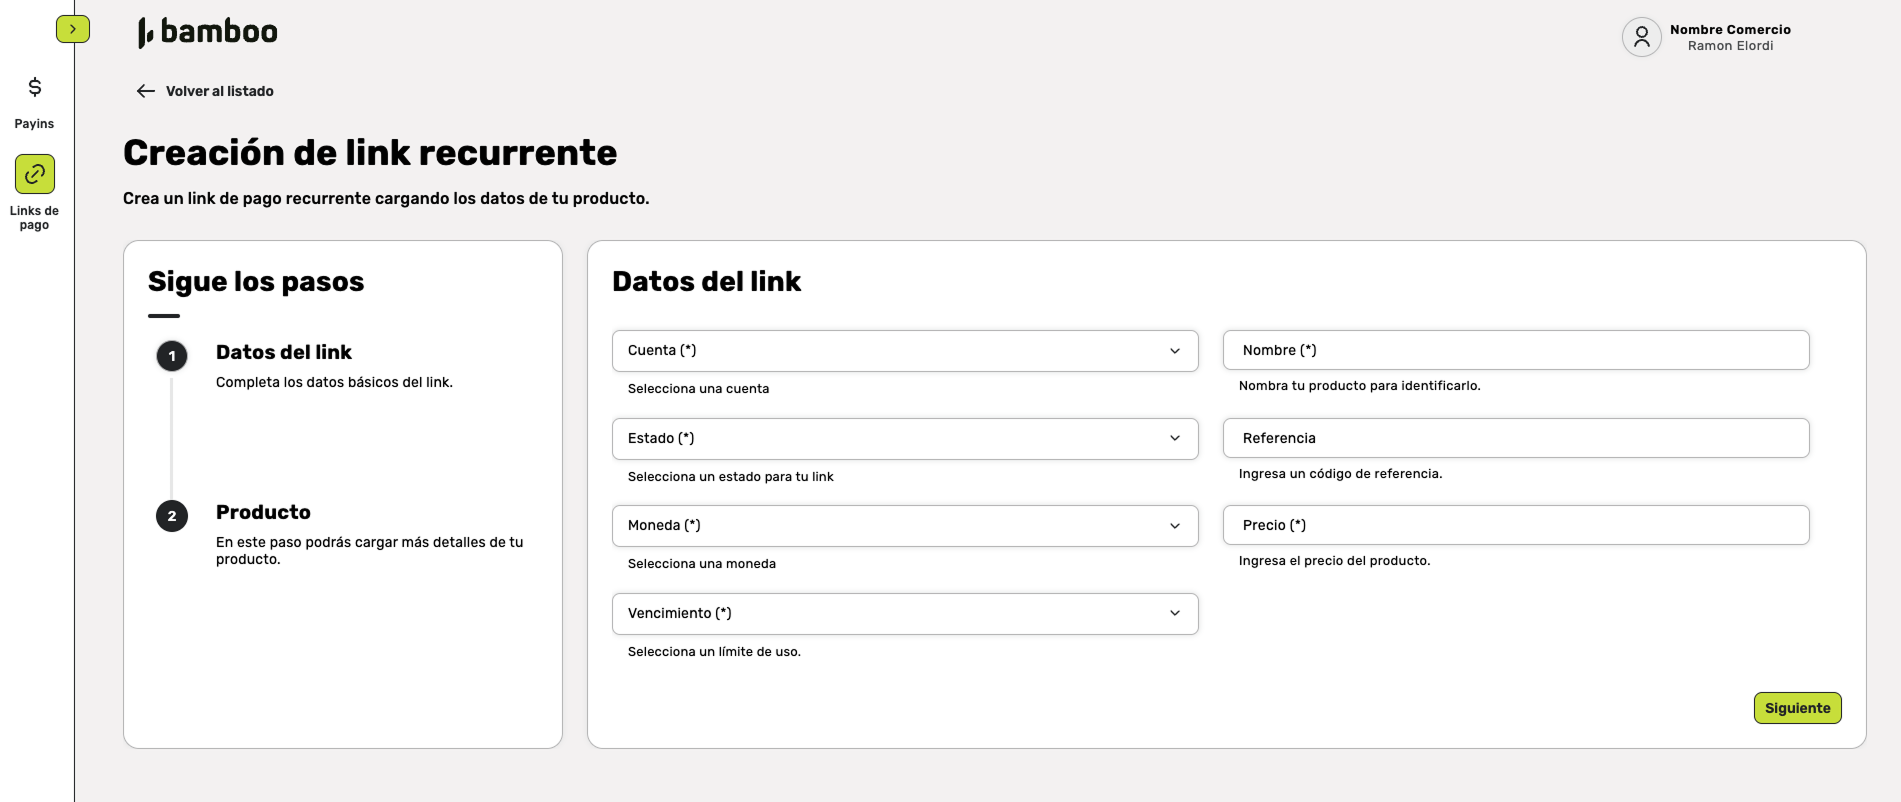 bamboo
Nombre Comercio
Ramon Elordi
$
Payins
Links de
pago
Volver al listado
Creación de link recurrente
Crea un link de pago recurrente cargando los datos de tu producto.
Sigue los pasos
1
Datos del link
Completa los datos básicos del link.
2
Producto
En este paso podrás cargar más detalles de tu
producto.
Datos del link
Cuenta (*)
Selecciona una cuenta
Nombre (*)
Nombra tu producto para identificarlo.
Estado (*)
Selecciona un estado para tu link
Referencia
Ingresa un código de referencia.
Moneda (*)
Selecciona una moneda
Precio (*)
Ingresa el precio del producto.
Vencimiento (*)
Selecciona un límite de uso.
Siguiente